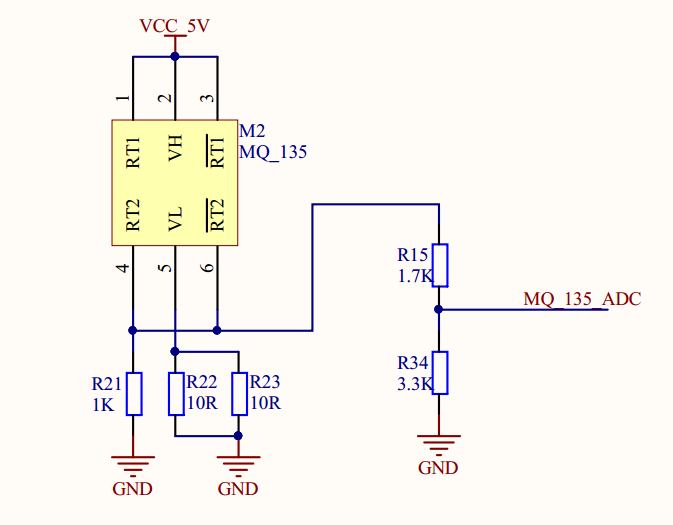 VCC_5V
1
2
3
M2
MQ_135
RT1
VH
RT1
RT2
VL
RT2
4
5
6
R15
1.7K
MQ_135_ADC
R34
3.3K
R21
1K
R22
10R
R23
10R
GND
GND
GND